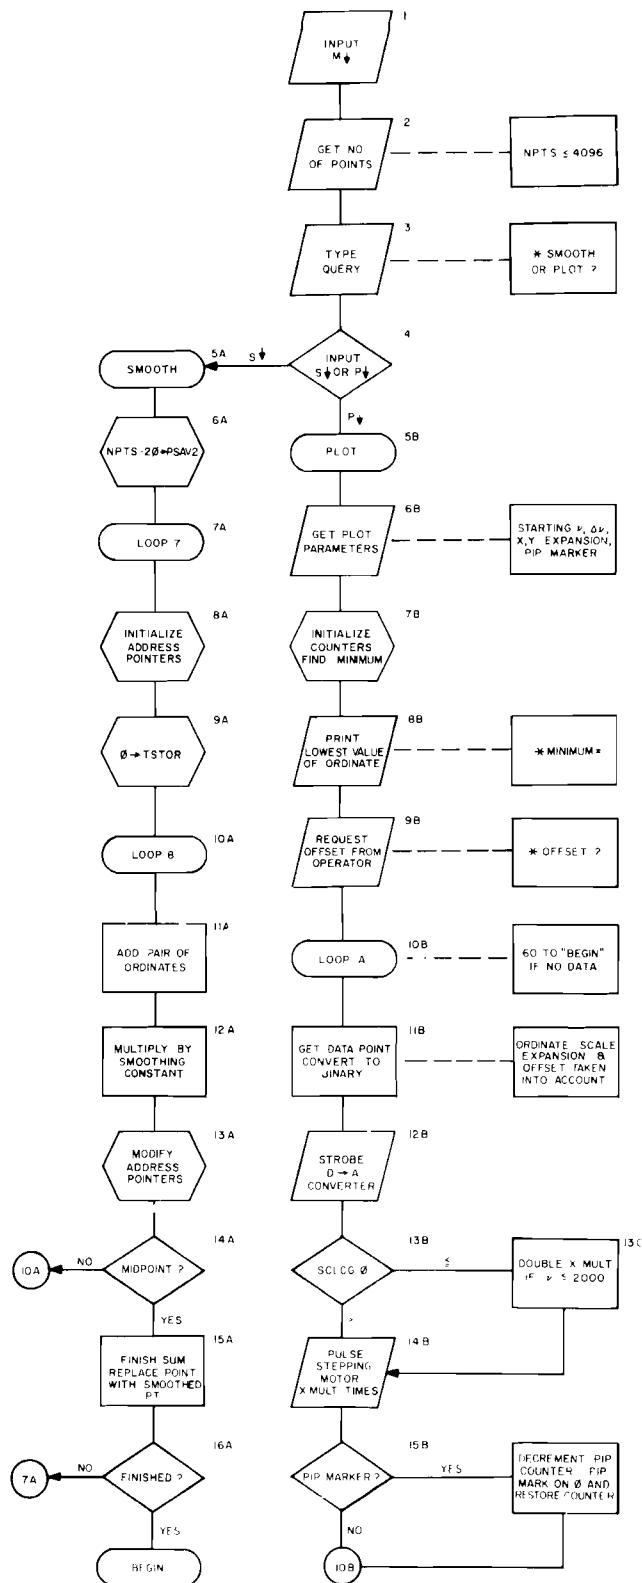 1
INPUT
M↓
2
GET NO
OF POINTS
NPTS ≤ 4096
3
TYPE
QUERY
* SMOOTH
OR PLOT ?
4
INPUT
S↓ OR P↓
S↓
P↓
5A
SMOOTH
6A
NPTS-2Ø→PSAV2
7A
LOOP 7
8A
INITIALIZE
ADDRESS
POINTERS
9A
Ø→TSTOR
10A
LOOP 8
11A
ADD PAIR OF
ORDINATES
12A
MULTIPLY BY
SMOOTHING
CONSTANT
13A
MODIFY
ADDRESS
POINTERS
14A
MIDPOINT ?
NO
10A
YES
15A
FINISH SUM
REPLACE POINT
WITH SMOOTHED
PT
16A
FINISHED ?
NO
7A
YES
BEGIN
5B
PLOT
6B
GET PLOT
PARAMETERS
STARTING ν, Δν,
X,Y EXPANSION,
PIP MARKER
7B
INITIALIZE
COUNTERS
FIND MINIMUM
8B
PRINT
LOWEST VALUE
OF ORDINATE
* MINIMUM =
9B
REQUEST
OFFSET FROM
OPERATOR
* OFFSET ?
10B
LOOP A
GO TO "BEGIN"
IF NO DATA
11B
GET DATA POINT
CONVERT TO
BINARY
ORDINATE SCALE
EXPANSION &
OFFSET TAKEN
INTO ACCOUNT
12B
STROBE
D→A
CONVERTER
13B
SCLCG Ø
≤
>
13C
DOUBLE X MULT
IF ν ≤ 2000
14B
PULSE
STEPPING
MOTOR
X MULT TIMES
15B
PIP MARKER ?
YES
NO
DECREMENT PIP
COUNTER PIP
MARK ON Ø AND
RESTORE COUNTER
10B